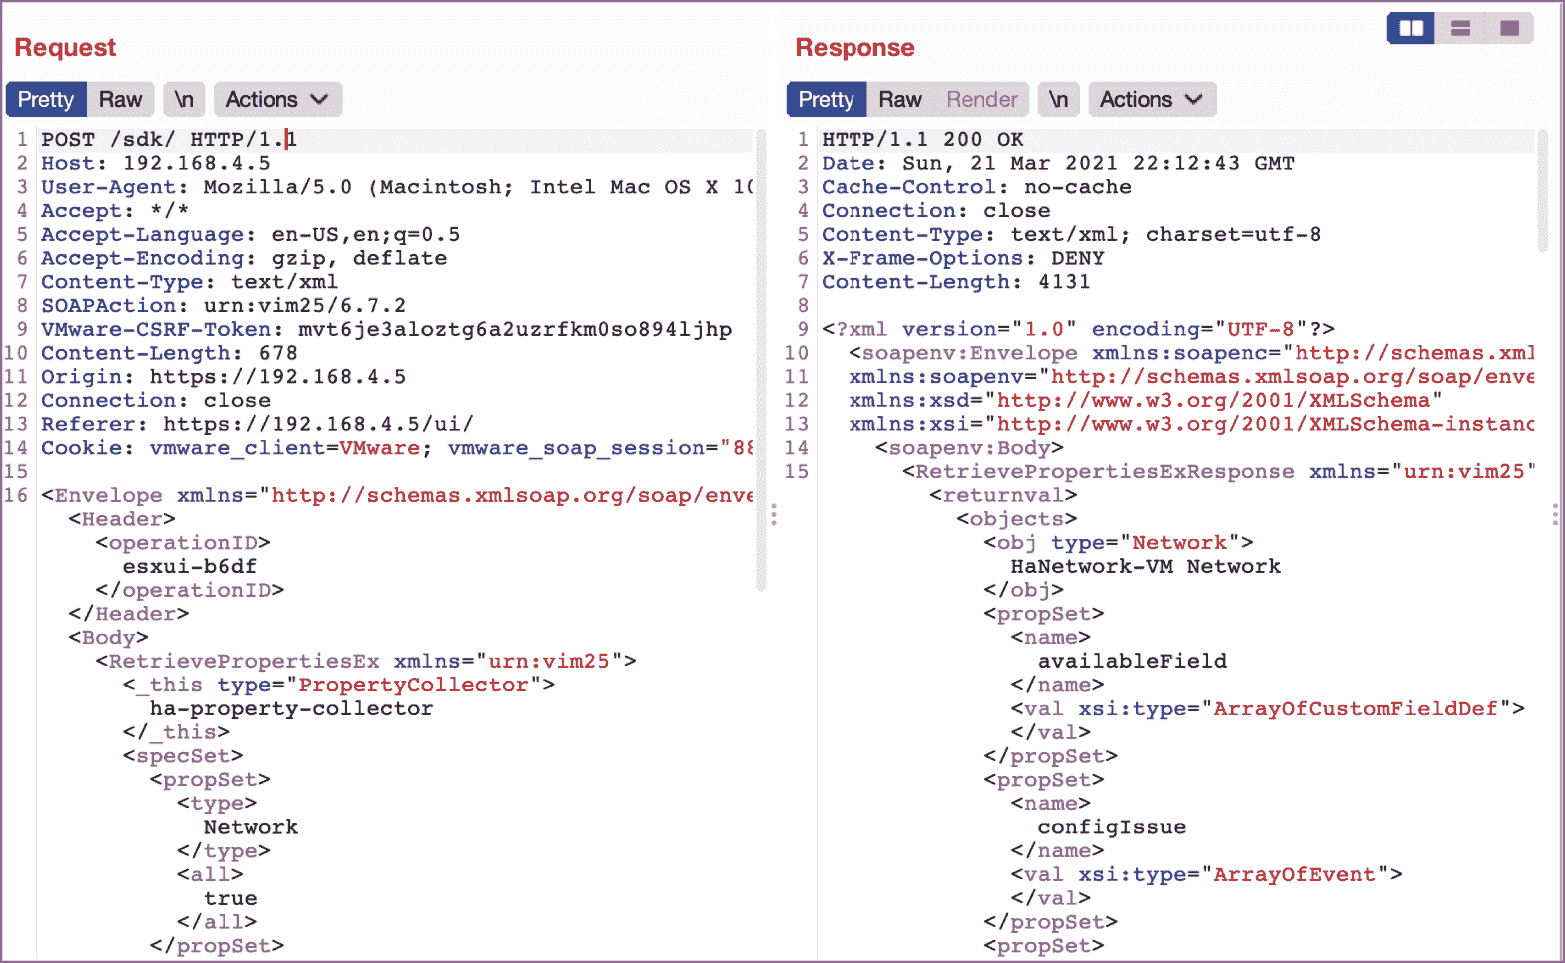 Request
Pretty Raw \n Actions
1 POST /sdk/ HTTP/1.1
2 Host: 192.168.4.5
3 User-Agent: Mozilla/5.0 (Macintosh; Intel Mac OS X 10
4 Accept: */*
5 Accept-Language: en-US,en;q=0.5
6 Accept-Encoding: gzip, deflate
7 Content-Type: text/xml
8 SOAPAction: urn:vim25/6.7.2
9 VMware-CSRF-Token: mvt6je3aloztg6a2uzrfkm0so894ljhp
10 Content-Length: 678
11 Origin: https://192.168.4.5
12 Connection: close
13 Referer: https://192.168.4.5/ui/
14 Cookie: vmware_client=VMware; vmware_soap_session="88
15
16 <Envelope xmlns="http://schemas.xmlsoap.org/soap/enve
<Header>
<operationID>
esxui-b6df
</operationID>
</Header>
<Body>
<RetrievePropertiesEx xmlns="urn:vim25">
<_this type="PropertyCollector">
ha-property-collector
</_this>
<specSet>
<propSet>
<type>
Network
</type>
<all>
true
</all>
</propSet>
Response
Pretty Raw Render \n Actions
1 HTTP/1.1 200 OK
2 Date: Sun, 21 Mar 2021 22:12:43 GMT
3 Cache-Control: no-cache
4 Connection: close
5 Content-Type: text/xml; charset=utf-8
6 X-Frame-Options: DENY
7 Content-Length: 4131
8
9 <?xml version="1.0" encoding="UTF-8"?>
10 <soapenv:Envelope xmlns:soapenc="http://schemas.xml
11 xmlns:soapenv="http://schemas.xmlsoap.org/soap/enve
12 xmlns:xsd="http://www.w3.org/2001/XMLSchema"
13 xmlns:xsi="http://www.w3.org/2001/XMLSchema-instanc
14 <soapenv:Body>
15 <RetrievePropertiesExResponse xmlns="urn:vim25"
<returnval>
<objects>
<obj type="Network">
HaNetwork-VM Network
</obj>
<propSet>
<name>
availableField
</name>
<val xsi:type="ArrayOfCustomFieldDef">
</val>
</propSet>
<propSet>
<name>
configIssue
</name>
<val xsi:type="ArrayOfEvent">
</val>
</propSet>
<propSet>